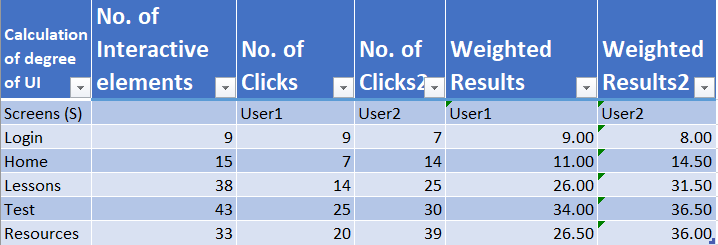 Calculation of degree of UI	No. of Interactive elements	No. of Clicks	No. of Clicks2	Weighted Results	Weighted Results2
Screens (S)		User1	User2	User1	User2
Login	9	9	7	9.00	8.00
Home	15	7	14	11.00	14.50
Lessons	38	14	25	26.00	31.50
Test	43	25	30	34.00	36.50
Resources	33	20	39	26.50	36.00